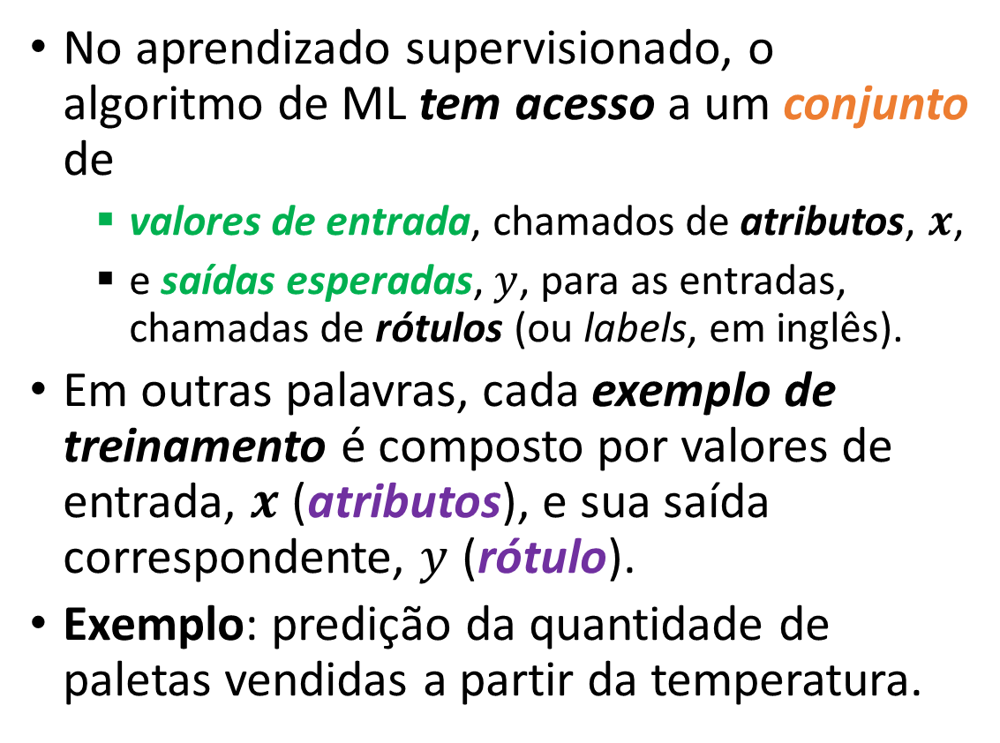 • No aprendizado supervisionado, o
algoritmo de ML tem acesso a um conjunto
de
▪ valores de entrada, chamados de atributos, x,
▪ e saídas esperadas, y, para as entradas,
chamadas de rótulos (ou labels, em inglês).
• Em outras palavras, cada exemplo de
treinamento é composto por valores de
entrada, x (atributos), e sua saída
correspondente, y (rótulo).
• Exemplo: predição da quantidade de
paletas vendidas a partir da temperatura.